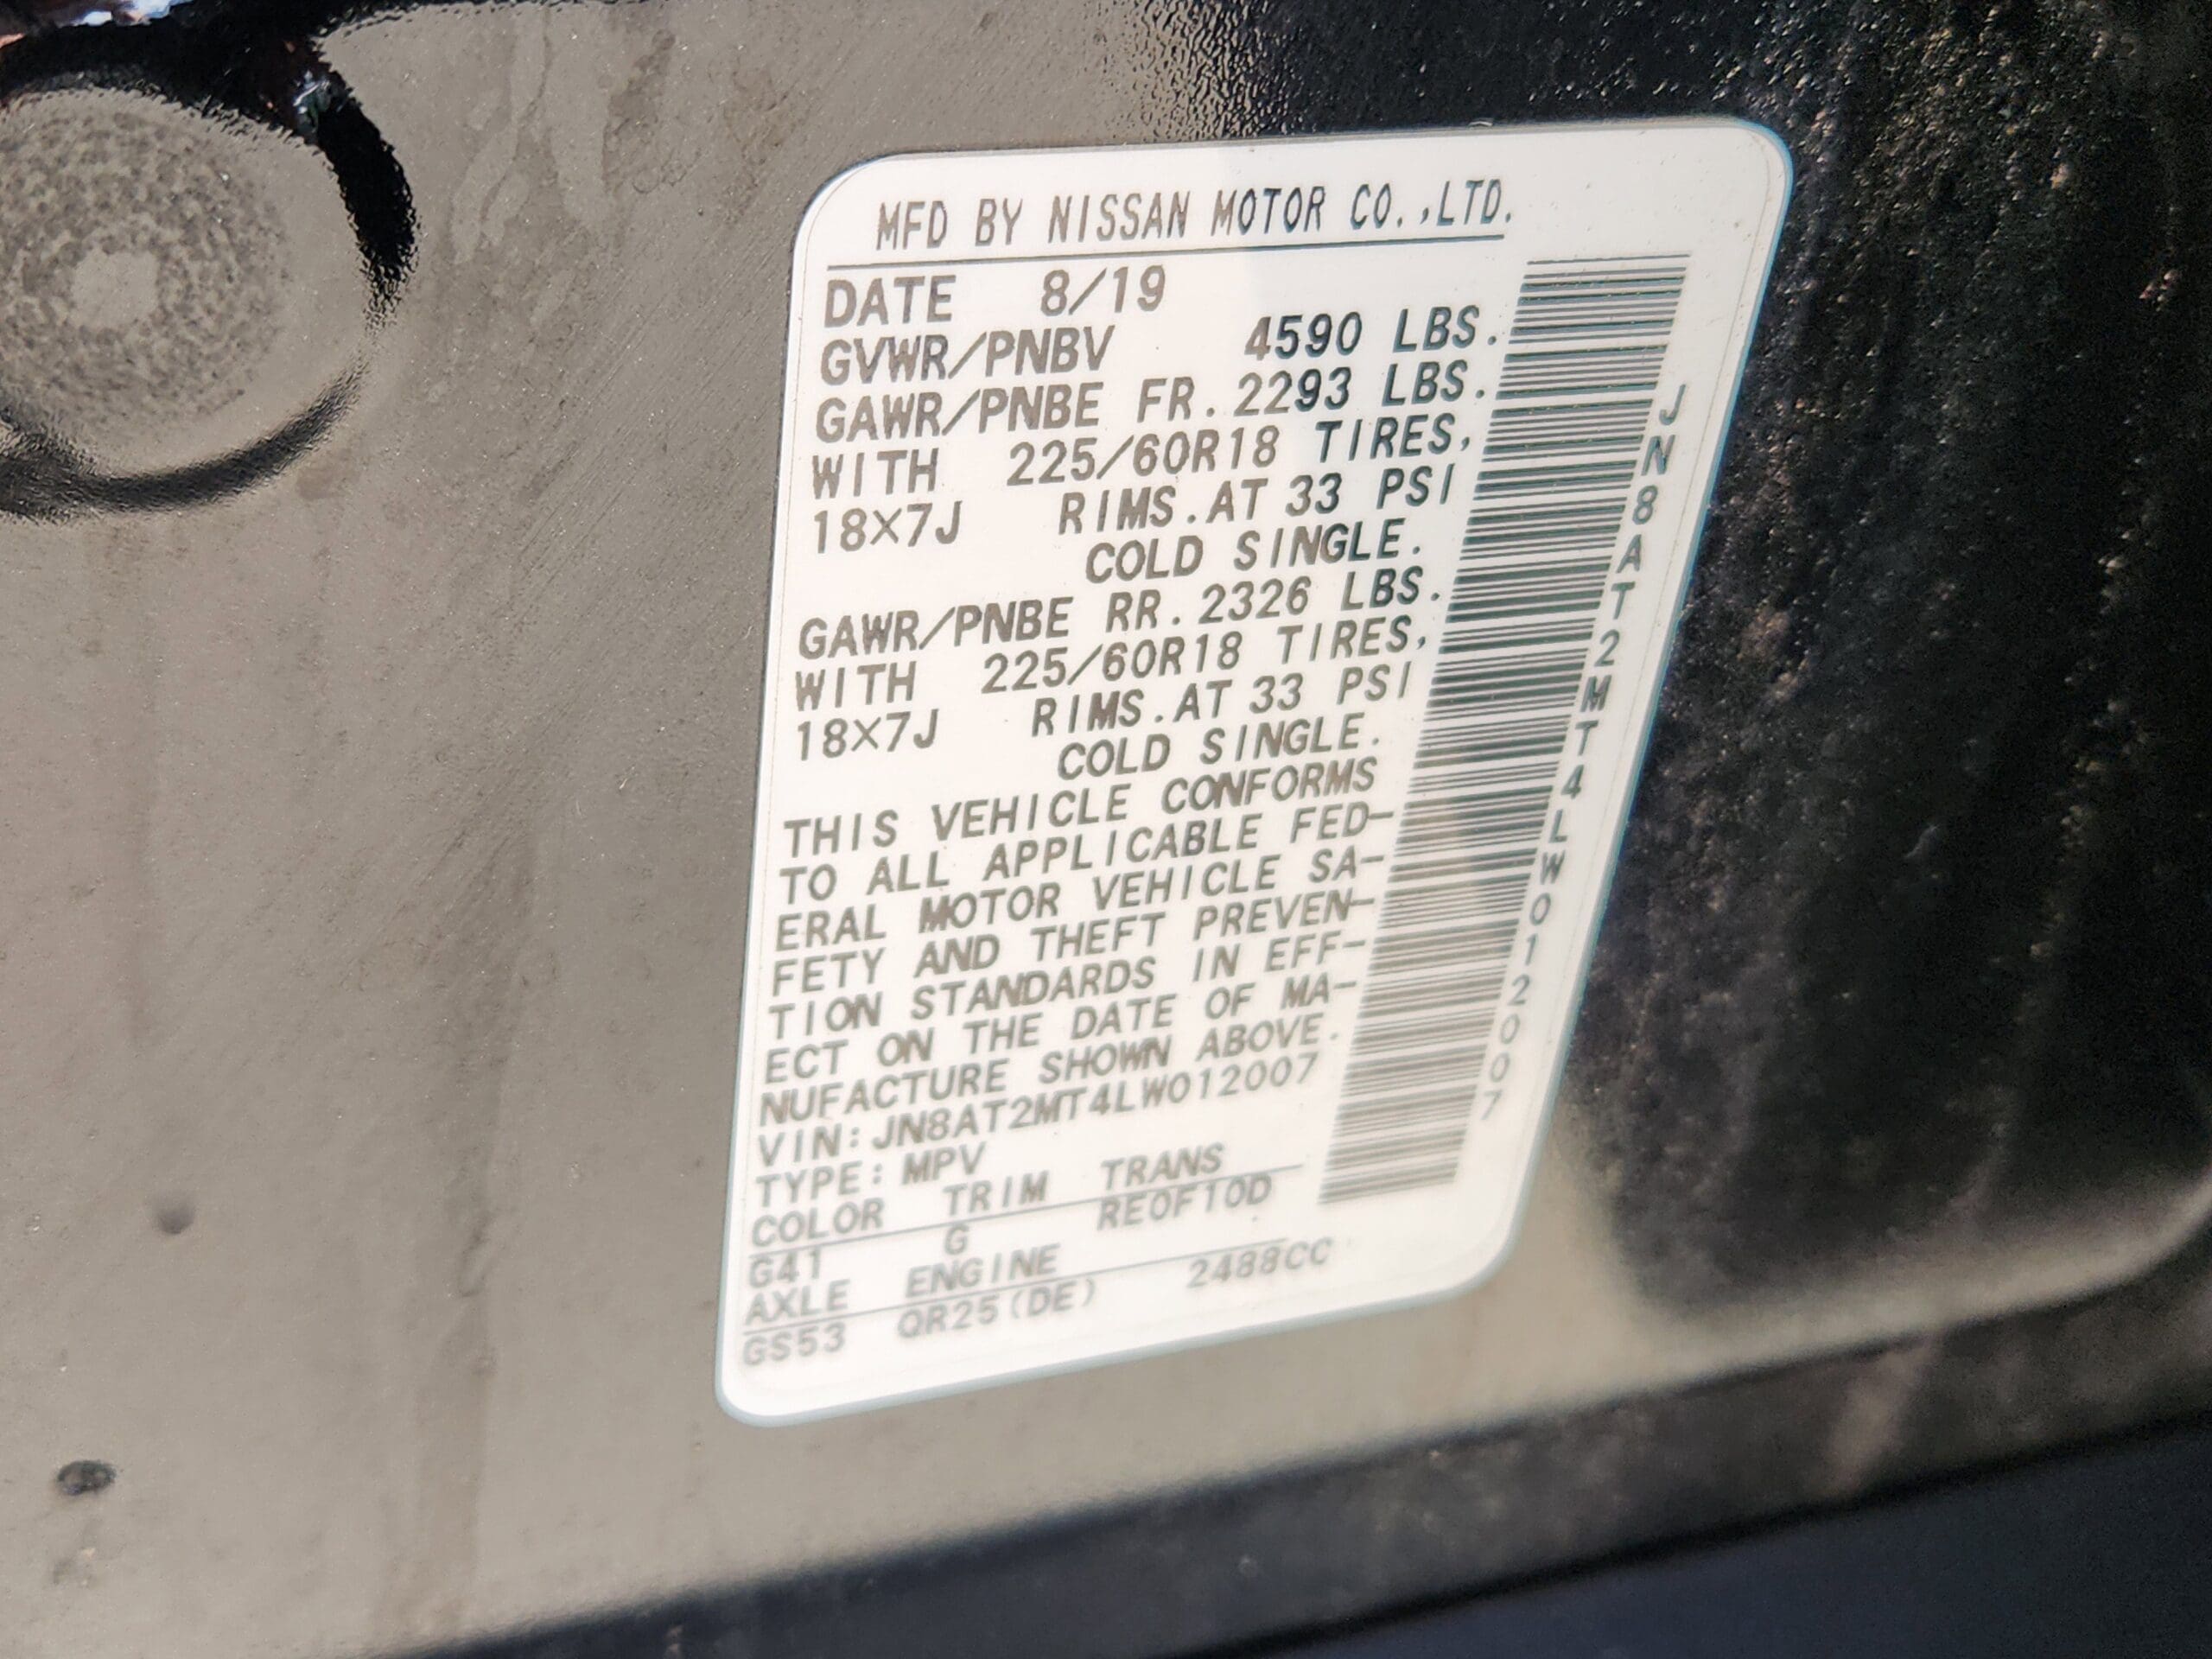 MFD BY NISSAN MOTOR CO.,LTD.
DATE 8/19
GVWR/PNBV 4590 LBS.
GAWR/PNBE FR.2293 LBS.
WITH 225/60R18 TIRES,
18X7J RIMS.AT 33 PSI
COLD SINGLE.
GAWR/PNBE RR.2326 LBS.
WITH 225/60R18 TIRES,
18X7J RIMS.AT 33 PSI
COLD SINGLE.
THIS VEHICLE CONFORMS
TO ALL APPLICABLE FED-
ERAL MOTOR VEHICLE SA-
FETY AND THEFT PREVEN-
TION STANDARDS IN EFF-
ECT ON THE DATE OF MA-
NUFACTURE SHOWN ABOVE.
VIN:JN8AT2MT4LW012007
TYPE:MPV
COLOR TRIM TRANS
G41 G RE0F10D
AXLE ENGINE
GS53 QR25(DE) 2488CC
JN8AT2MT4LW012007